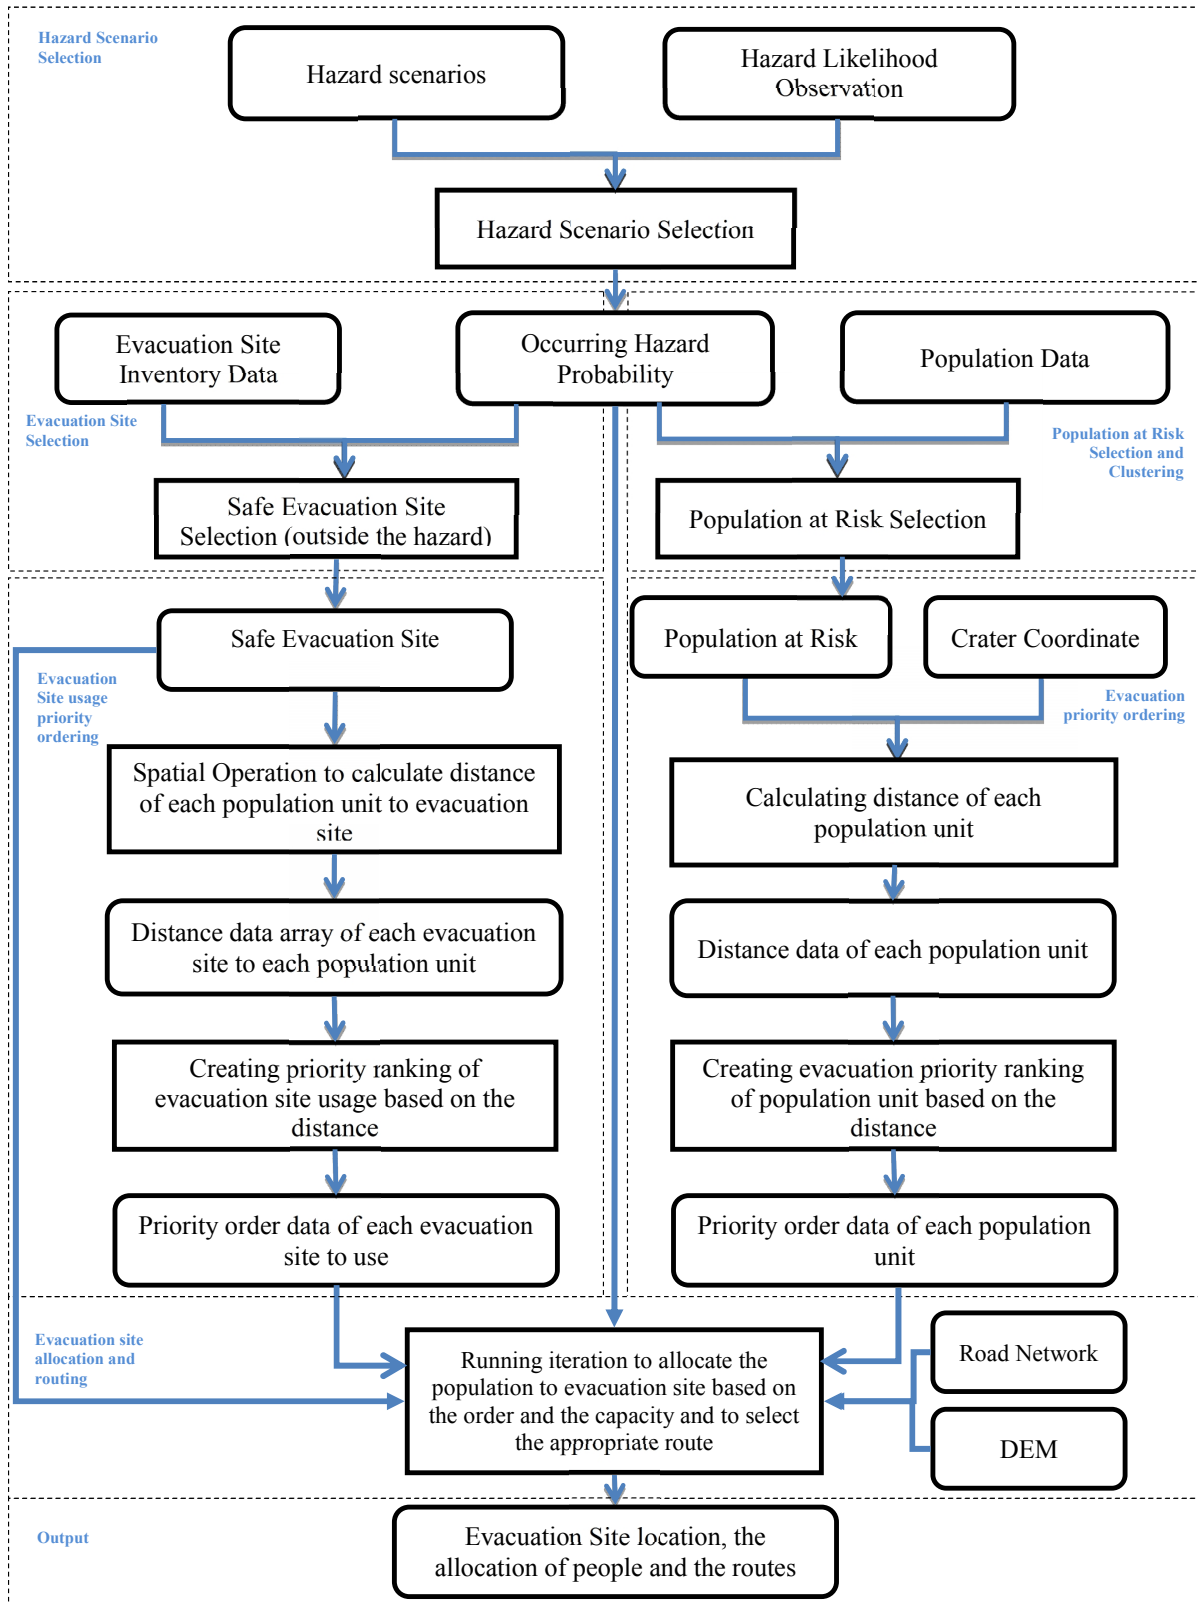 Hazard Scenario
Selection
Hazard scenarios
Hazard Likelihood
Observation
Hazard Scenario Selection
Evacuation Site
Inventory Data
Occurring Hazard
Probability
Population Data
Evacuation Site
Selection
Population at Risk
Selection and
Clustering
Safe Evacuation Site
Selection (outside the hazard)
Population at Risk Selection
Safe Evacuation Site
Population at Risk
Crater Coordinate
Evacuation
Site usage
priority
ordering
Evacuation
priority ordering
Spatial Operation to calculate distance
of each population unit to evacuation
site
Calculating distance of each
population unit
Distance data array of each evacuation
site to each population unit
Distance data of each population unit
Creating priority ranking of
evacuation site usage based on the
distance
Creating evacuation priority ranking
of population unit based on the
distance
Priority order data of each evacuation
site to use
Priority order data of each population
unit
Evacuation site
allocation and
routing
Running iteration to allocate the
population to evacuation site based on
the order and the capacity and to select
the appropriate route
Road Network
DEM
Output
Evacuation Site location, the
allocation of people and the routes